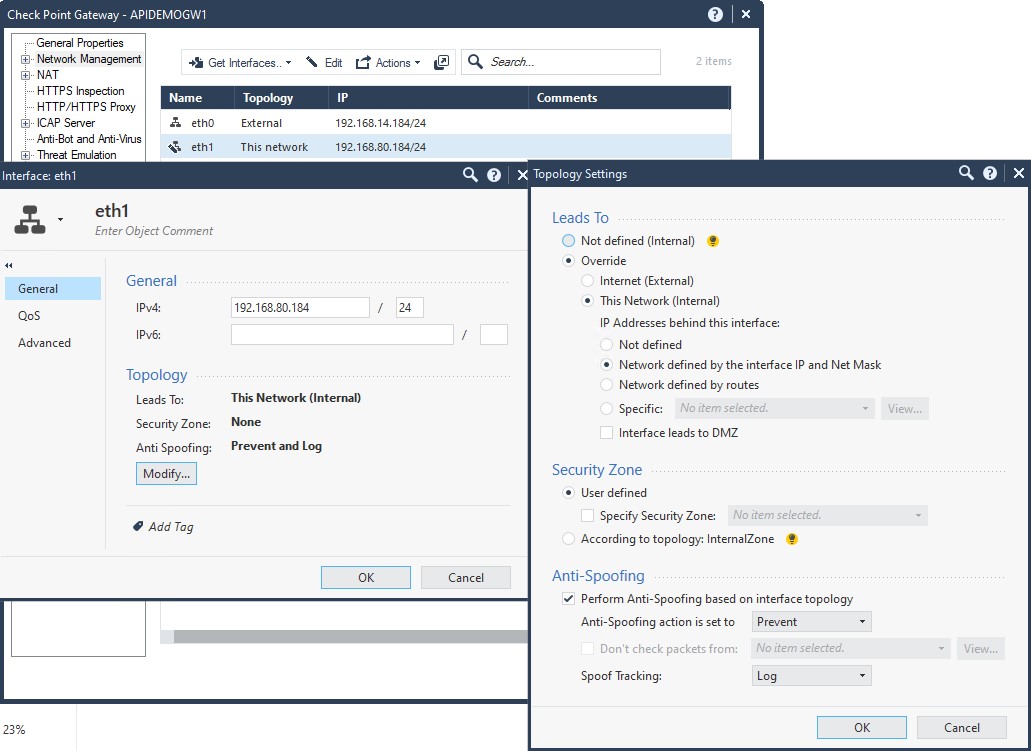 Check Point Gateway - APIDEMOGW1
General Properties
Network Management
NAT
HTTPS Inspection
HTTP/HTTPS Proxy
ICAP Server
Anti-Bot and Anti-Virus
Threat Emulation
Get Interfaces.. Edit Actions Search... 2 items
Name Topology IP Comments
eth0 External 192.168.14.184/24
eth1 This network 192.168.80.184/24
Interface: eth1
eth1
Enter Object Comment
General
QoS
Advanced
General
IPv4: 192.168.80.184 / 24
IPv6: /
Topology
Leads To: This Network (Internal)
Security Zone: None
Anti Spoofing: Prevent and Log
Modify...
Add Tag
OK Cancel
23%
Topology Settings
Leads To
Not defined (Internal)
Override
Internet (External)
This Network (Internal)
IP Addresses behind this interface:
Not defined
Network defined by the interface IP and Net Mask
Network defined by routes
Specific: No item selected. View...
Interface leads to DMZ
Security Zone
User defined
Specify Security Zone: No item selected.
According to topology: InternalZone
Anti-Spoofing
Perform Anti-Spoofing based on interface topology
Anti-Spoofing action is set to Prevent
Don't check packets from: No item selected. View...
Spoof Tracking: Log
OK Cancel